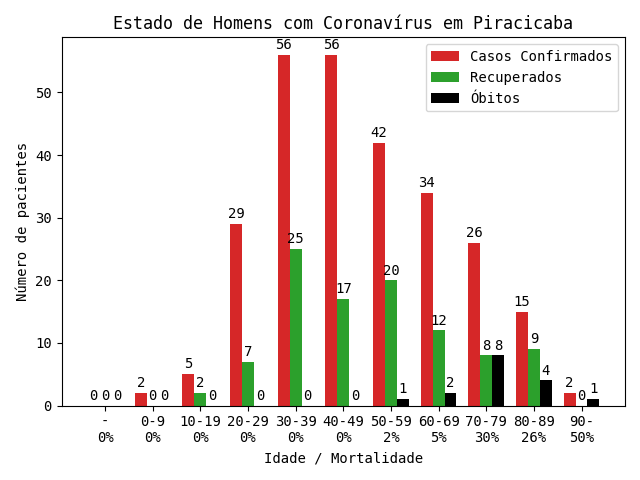 Estado de Homens com Coronavírus em Piracicaba
Casos Confirmados
Recuperados
Óbitos
Número de pacientes
50
40
30
20
10
0
0 0 0
2 0 0
5 2 0
29 7 0
56 25 0
56 17 0
42 20 1
34 12 2
26 8 8
15 9 4
2 0 1
- 0-9 10-19 20-29 30-39 40-49 50-59 60-69 70-79 80-89 90-
0% 0% 0% 0% 0% 0% 2% 5% 30% 26% 50%
Idade / Mortalidade